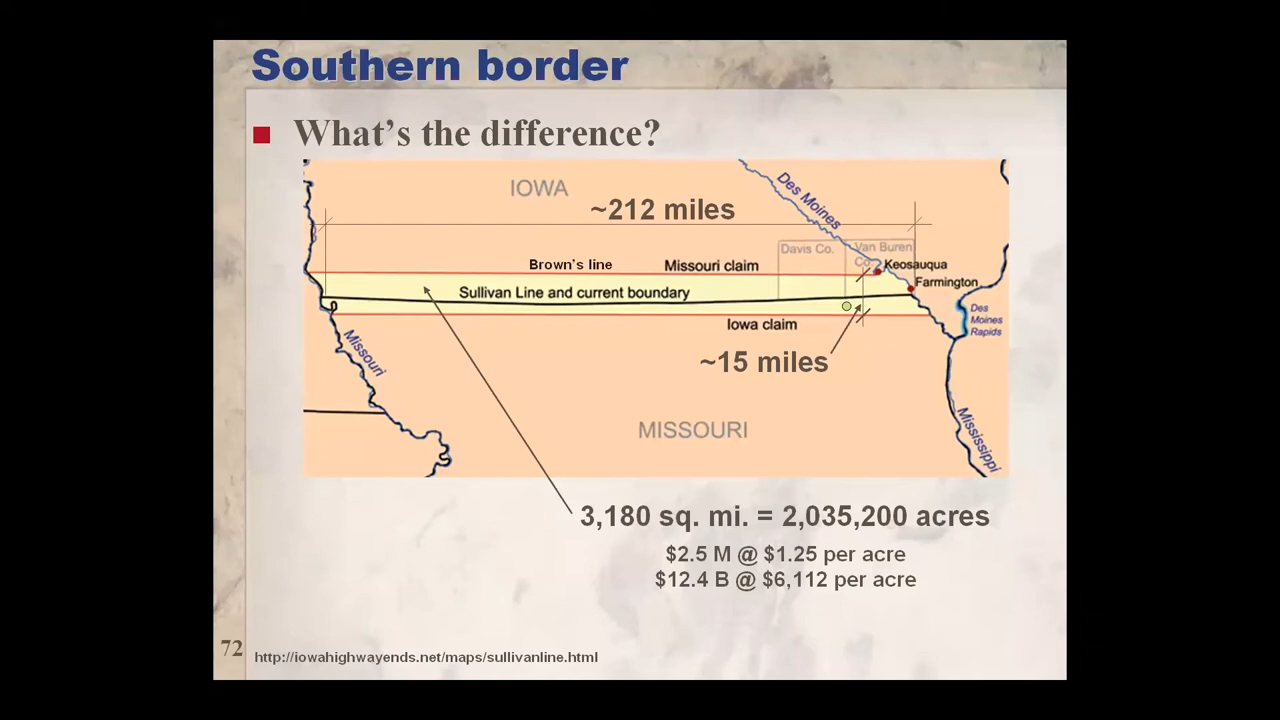 Southern border
What's the difference?
IOWA
Des Moines
~212 miles
Davis Co.
Van Buren
Co.
Brown's line
Missouri claim
Keosauqua
Farmington
Sullivan Line and current boundary
Des
Moines
Rapids
Iowa claim
Missouri
~15 miles
MISSOURI
Mississippi
3,180 sq. mi. = 2,035,200 acres
$2.5 M @ $1.25 per acre
$12.4 B @ $6,112 per acre
72
http://iowahighwayends.net/maps/sullivanline.html